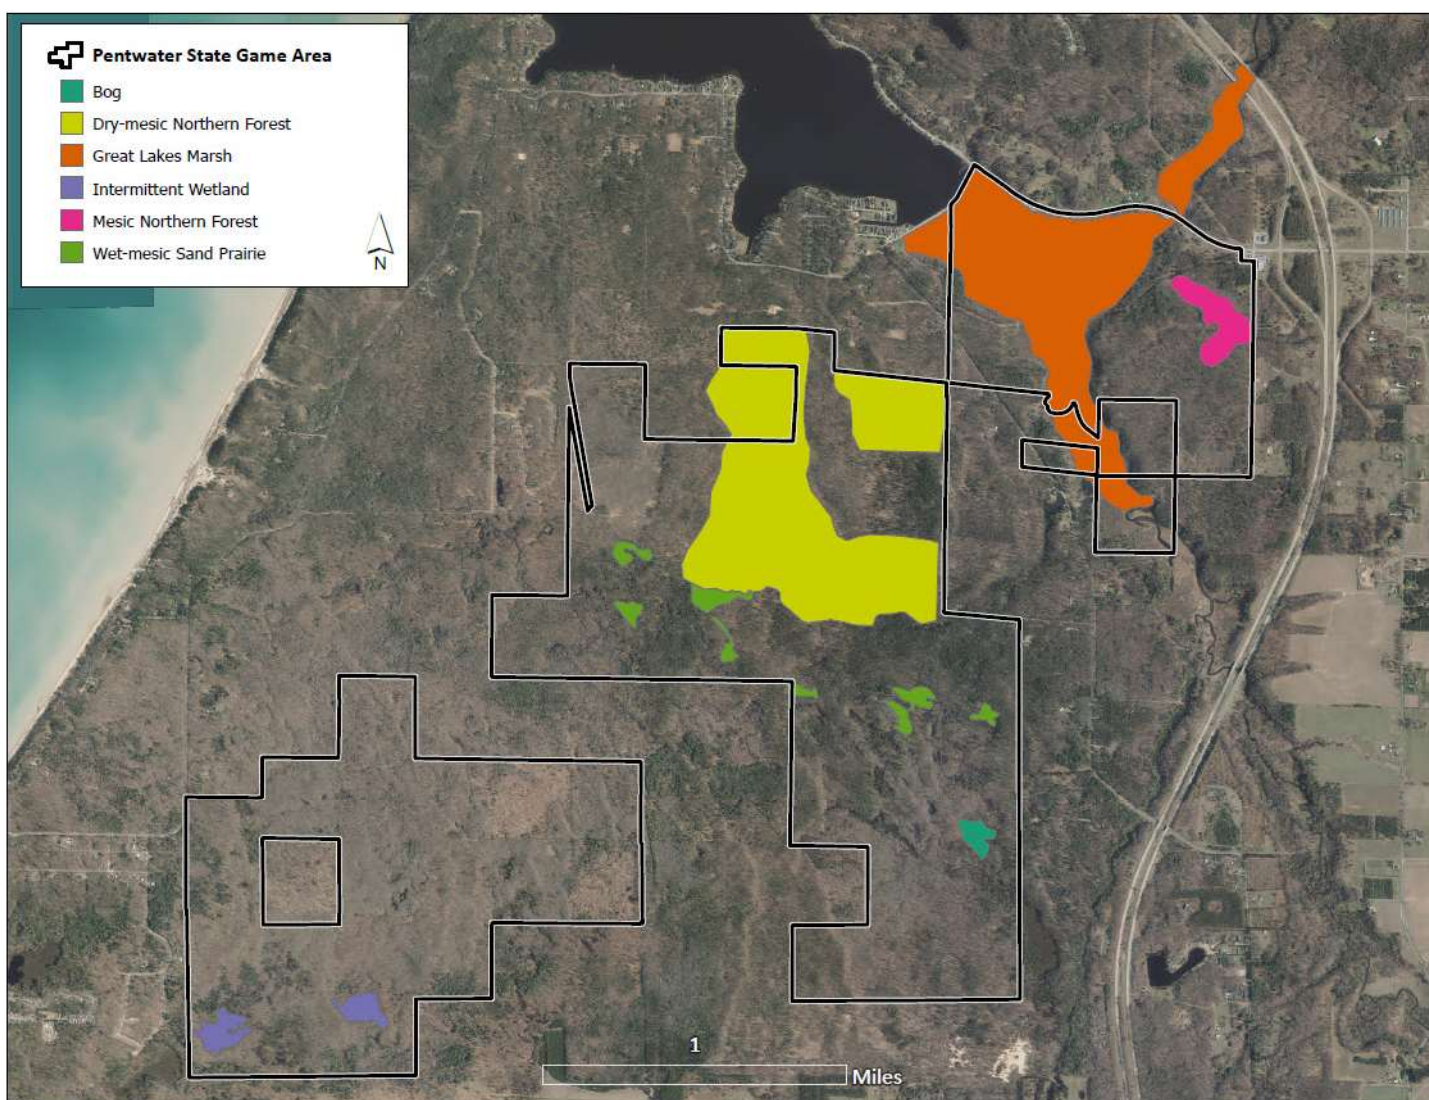 Pentwater State Game Area
Bog
Dry-mesic Northern Forest
Great Lakes Marsh
Intermittent Wetland
Mesic Northern Forest
Wet-mesic Sand Prairie
N
1
Miles